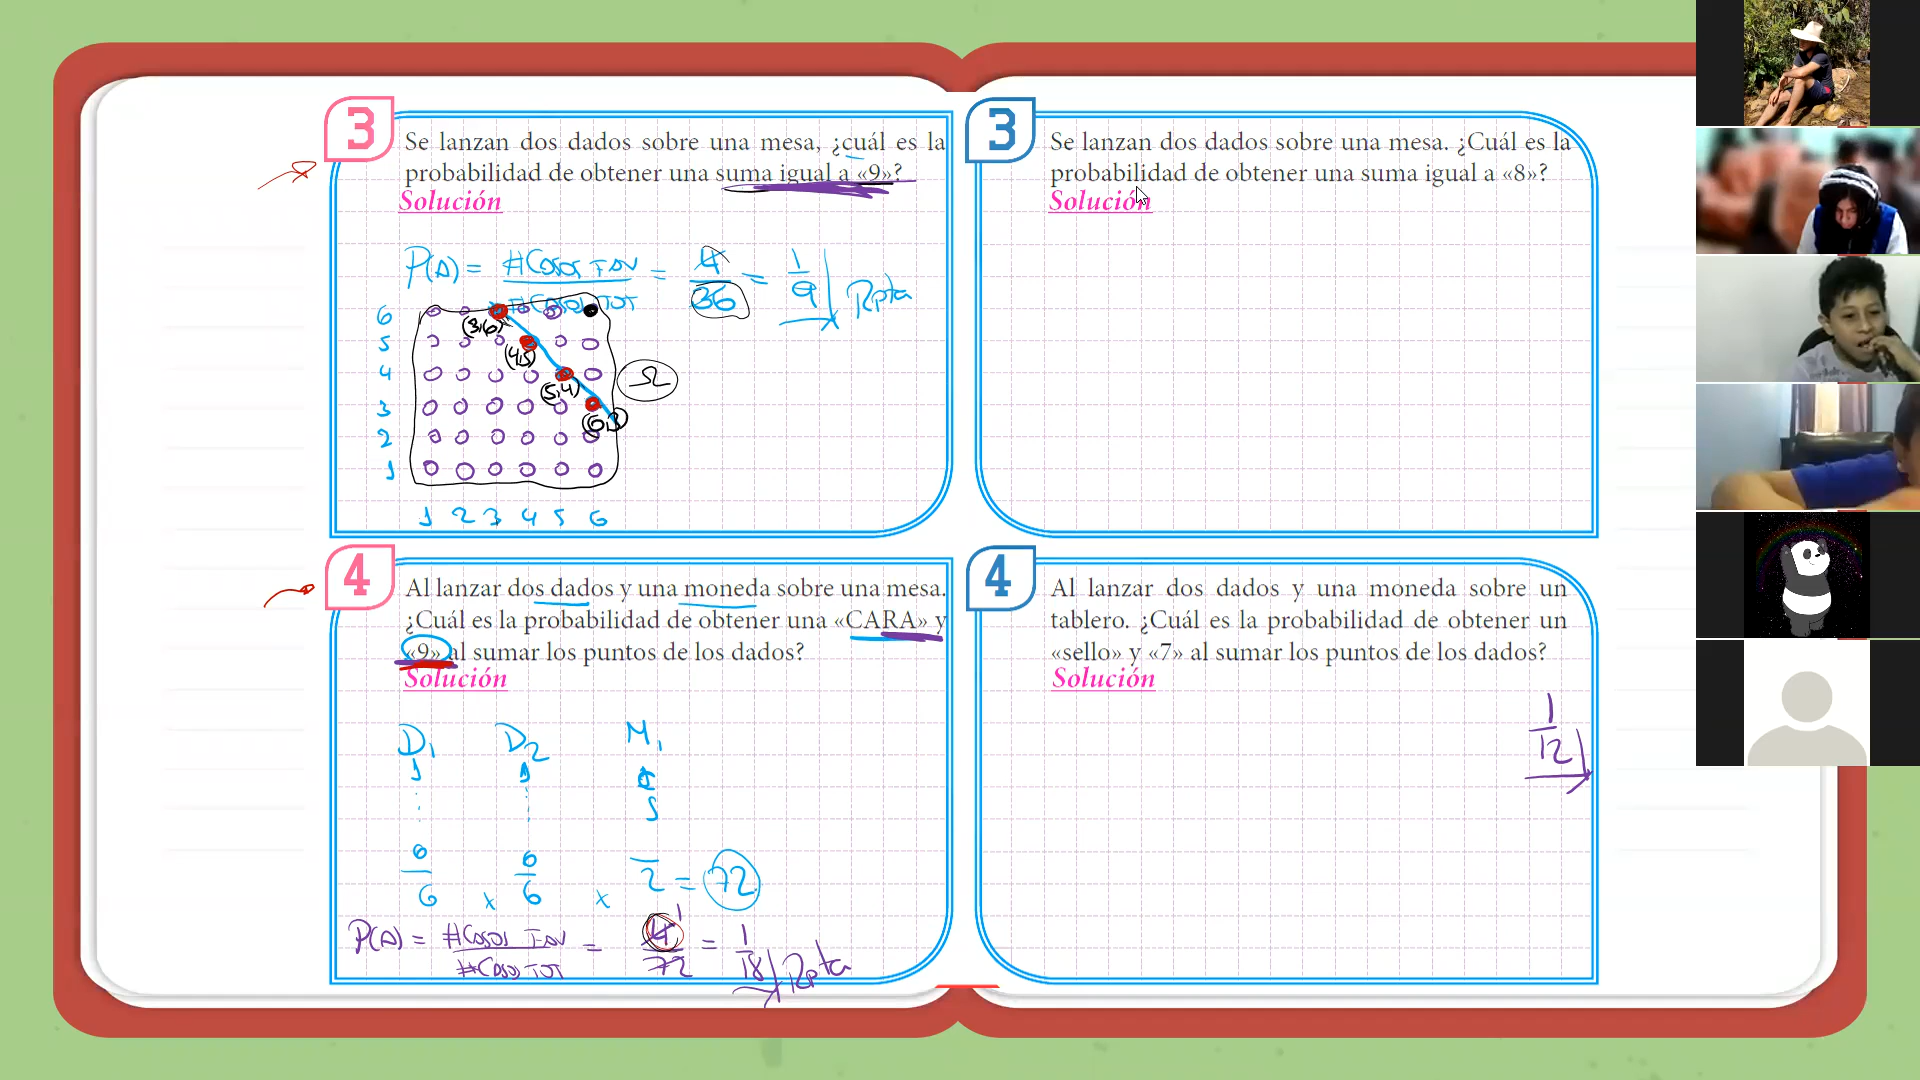 3
Se lanzan dos dados sobre una mesa, ¿cuál es la
probabilidad de obtener una suma igual a «9»?
Solución
P(A) = #Casos FAV / #Casos TOT = 4/36 = 1/9 Rpta
6
5
4
3
2
1
(3,6)
(4,5)
(5,4)
(6,3)
Ω
1 2 3 4 5 6
3
Se lanzan dos dados sobre una mesa. ¿Cuál es la
probabilidad de obtener una suma igual a «8»?
Solución
4
Al lanzar dos dados y una moneda sobre una mesa.
¿Cuál es la probabilidad de obtener una «CARA» y
«9» al sumar los puntos de los dados?
Solución
D1 D2 M1
1 1 C
S
6 6
6 x 6 x 2 = 72
P(A) = #Casos FAV / #Casos TOT = 4/72 = 1/18 Rpta
1
4
Al lanzar dos dados y una moneda sobre un
tablero. ¿Cuál es la probabilidad de obtener un
«sello» y «7» al sumar los puntos de los dados?
Solución
1/12